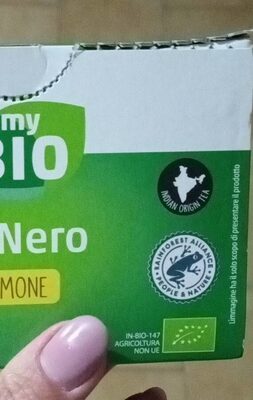 my
BIO
INDIAN ORIGIN TEA
Nero
MONE
RAINFOREST ALLIANCE
PEOPLE & NATURE
L'immagine ha il solo scopo di presentare il prodotto
IN-BIO-147
AGRICOLTURA
NON UE